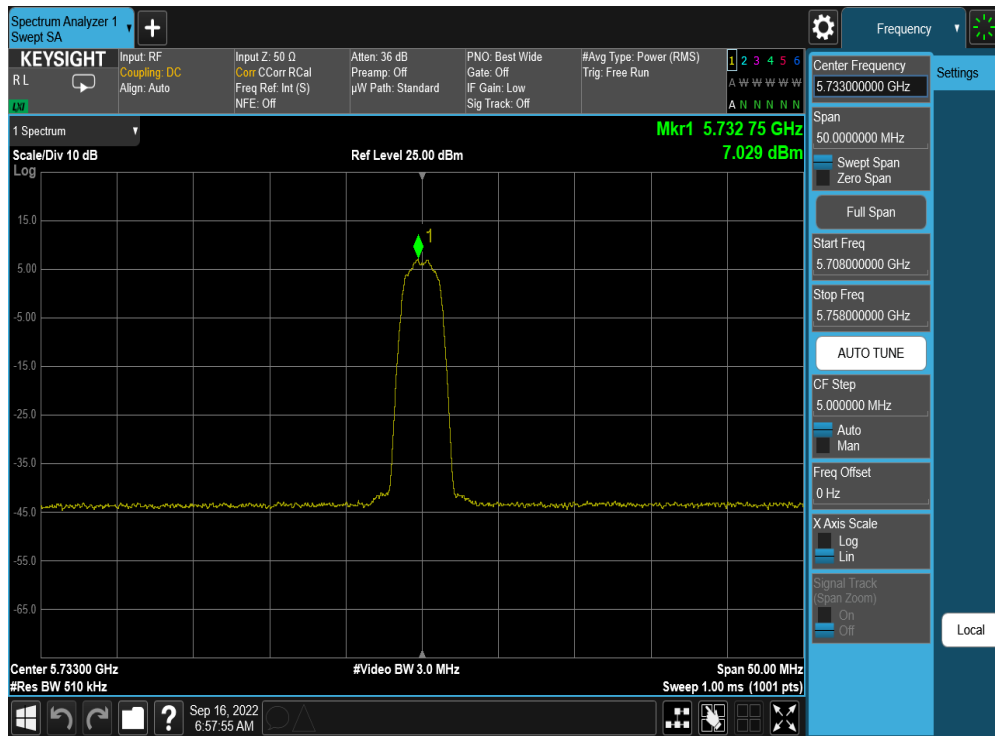 Spectrum Analyzer 1
Swept SA
Frequency
KEYSIGHT
R L
LXI
Input: RF
Coupling: DC
Align: Auto
Input Z: 50 Ω
Corr CCorr RCal
Freq Ref: Int (S)
NFE: Off
Atten: 36 dB
Preamp: Off
µW Path: Standard
PNO: Best Wide
Gate: Off
IF Gain: Low
Sig Track: Off
#Avg Type: Power (RMS)
Trig: Free Run
1 2 3 4 5 6
A W W W W W
A N N N N N
1 Spectrum
Mkr1 5.732 75 GHz
7.029 dBm
Scale/Div 10 dB
Ref Level 25.00 dBm
Log
1
15.0
5.00
-5.00
-15.0
-25.0
-35.0
-45.0
-55.0
-65.0
Center 5.73300 GHz
#Video BW 3.0 MHz
Span 50.00 MHz
#Res BW 510 kHz
Sweep 1.00 ms (1001 pts)
Center Frequency
5.733000000 GHz
Settings
Span
50.0000000 MHz
Swept Span
Zero Span
Full Span
Start Freq
5.708000000 GHz
Stop Freq
5.758000000 GHz
AUTO TUNE
CF Step
5.000000 MHz
Auto
Man
Freq Offset
0 Hz
X Axis Scale
Log
Lin
Signal Track
(Span Zoom)
On
Off
Local
?
Sep 16, 2022
6:57:55 AM